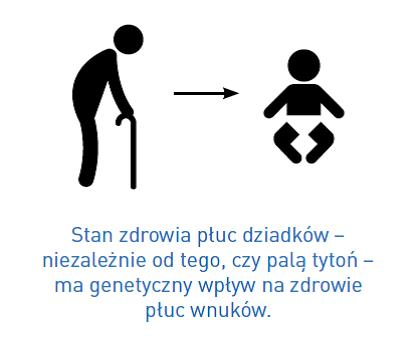 Stan zdrowia płuc dziadków –
niezależnie od tego, czy palą tytoń –
ma genetyczny wpływ na zdrowie
płuc wnuków.